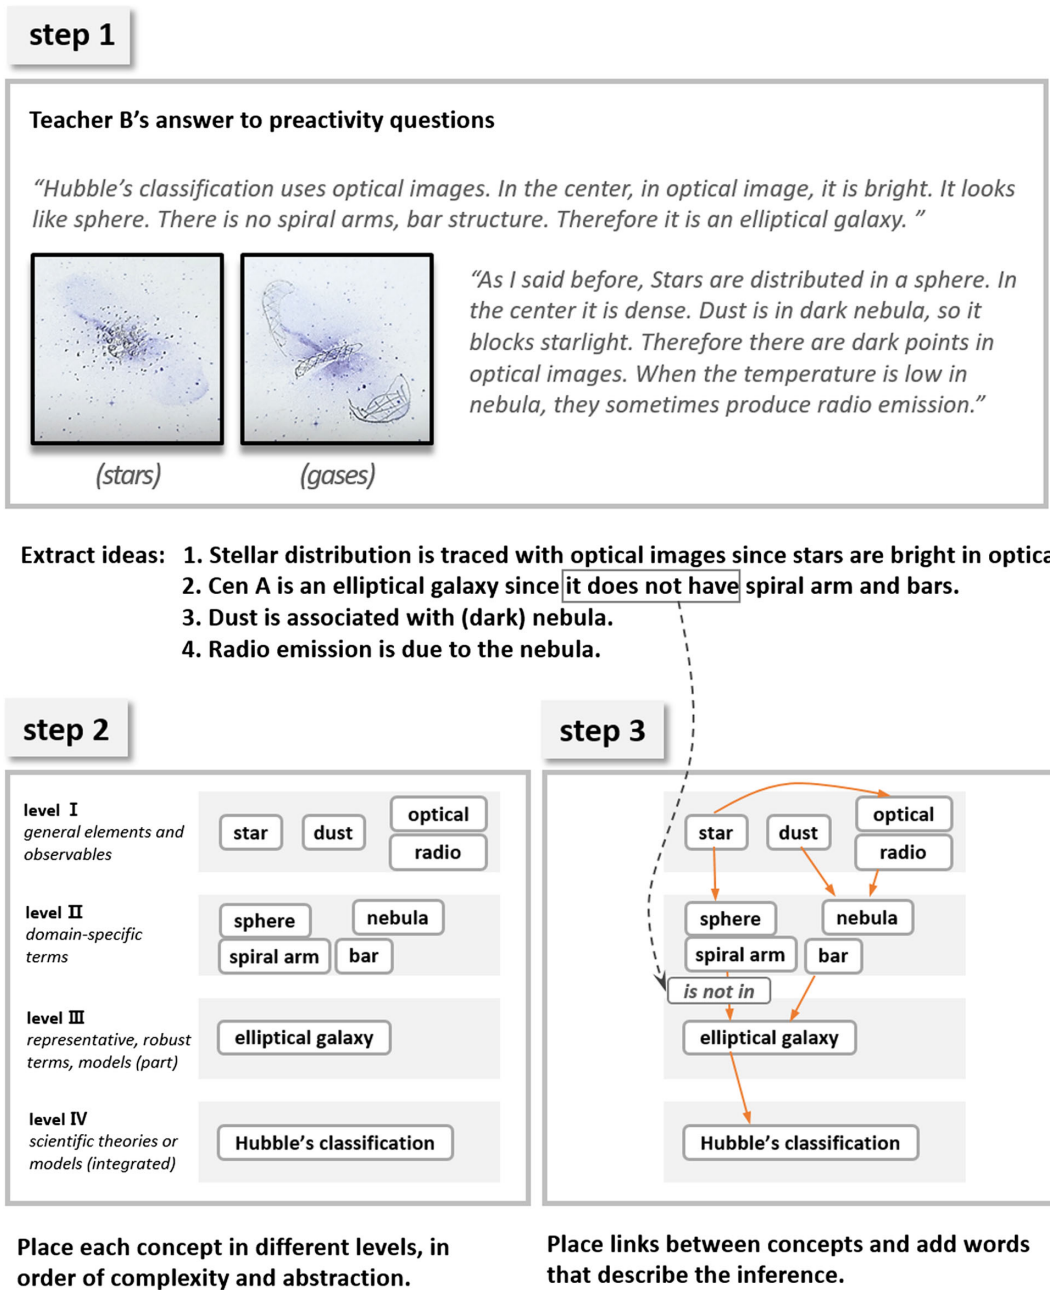 step 1
Teacher B's answer to preactivity questions
“Hubble's classification uses optical images. In the center, in optical image, it is bright. It looks
like sphere. There is no spiral arms, bar structure. Therefore it is an elliptical galaxy. ”
“As I said before, Stars are distributed in a sphere. In
the center it is dense. Dust is in dark nebula, so it
blocks starlight. Therefore there are dark points in
optical images. When the temperature is low in
nebula, they sometimes produce radio emission.”
(stars)
(gases)
Extract ideas: 1. Stellar distribution is traced with optical images since stars are bright in optica
2. Cen A is an elliptical galaxy since it does not have spiral arm and bars.
3. Dust is associated with (dark) nebula.
4. Radio emission is due to the nebula.
step 2
level I
general elements and
observables
star
dust
optical
radio
level II
domain-specific
terms
sphere
nebula
spiral arm
bar
level III
representative, robust
terms, models (part)
elliptical galaxy
level IV
scientific theories or
models (integrated)
Hubble's classification
Place each concept in different levels, in
order of complexity and abstraction.
step 3
star
dust
optical
radio
sphere
nebula
spiral arm
bar
is not in
elliptical galaxy
Hubble's classification
Place links between concepts and add words
that describe the inference.